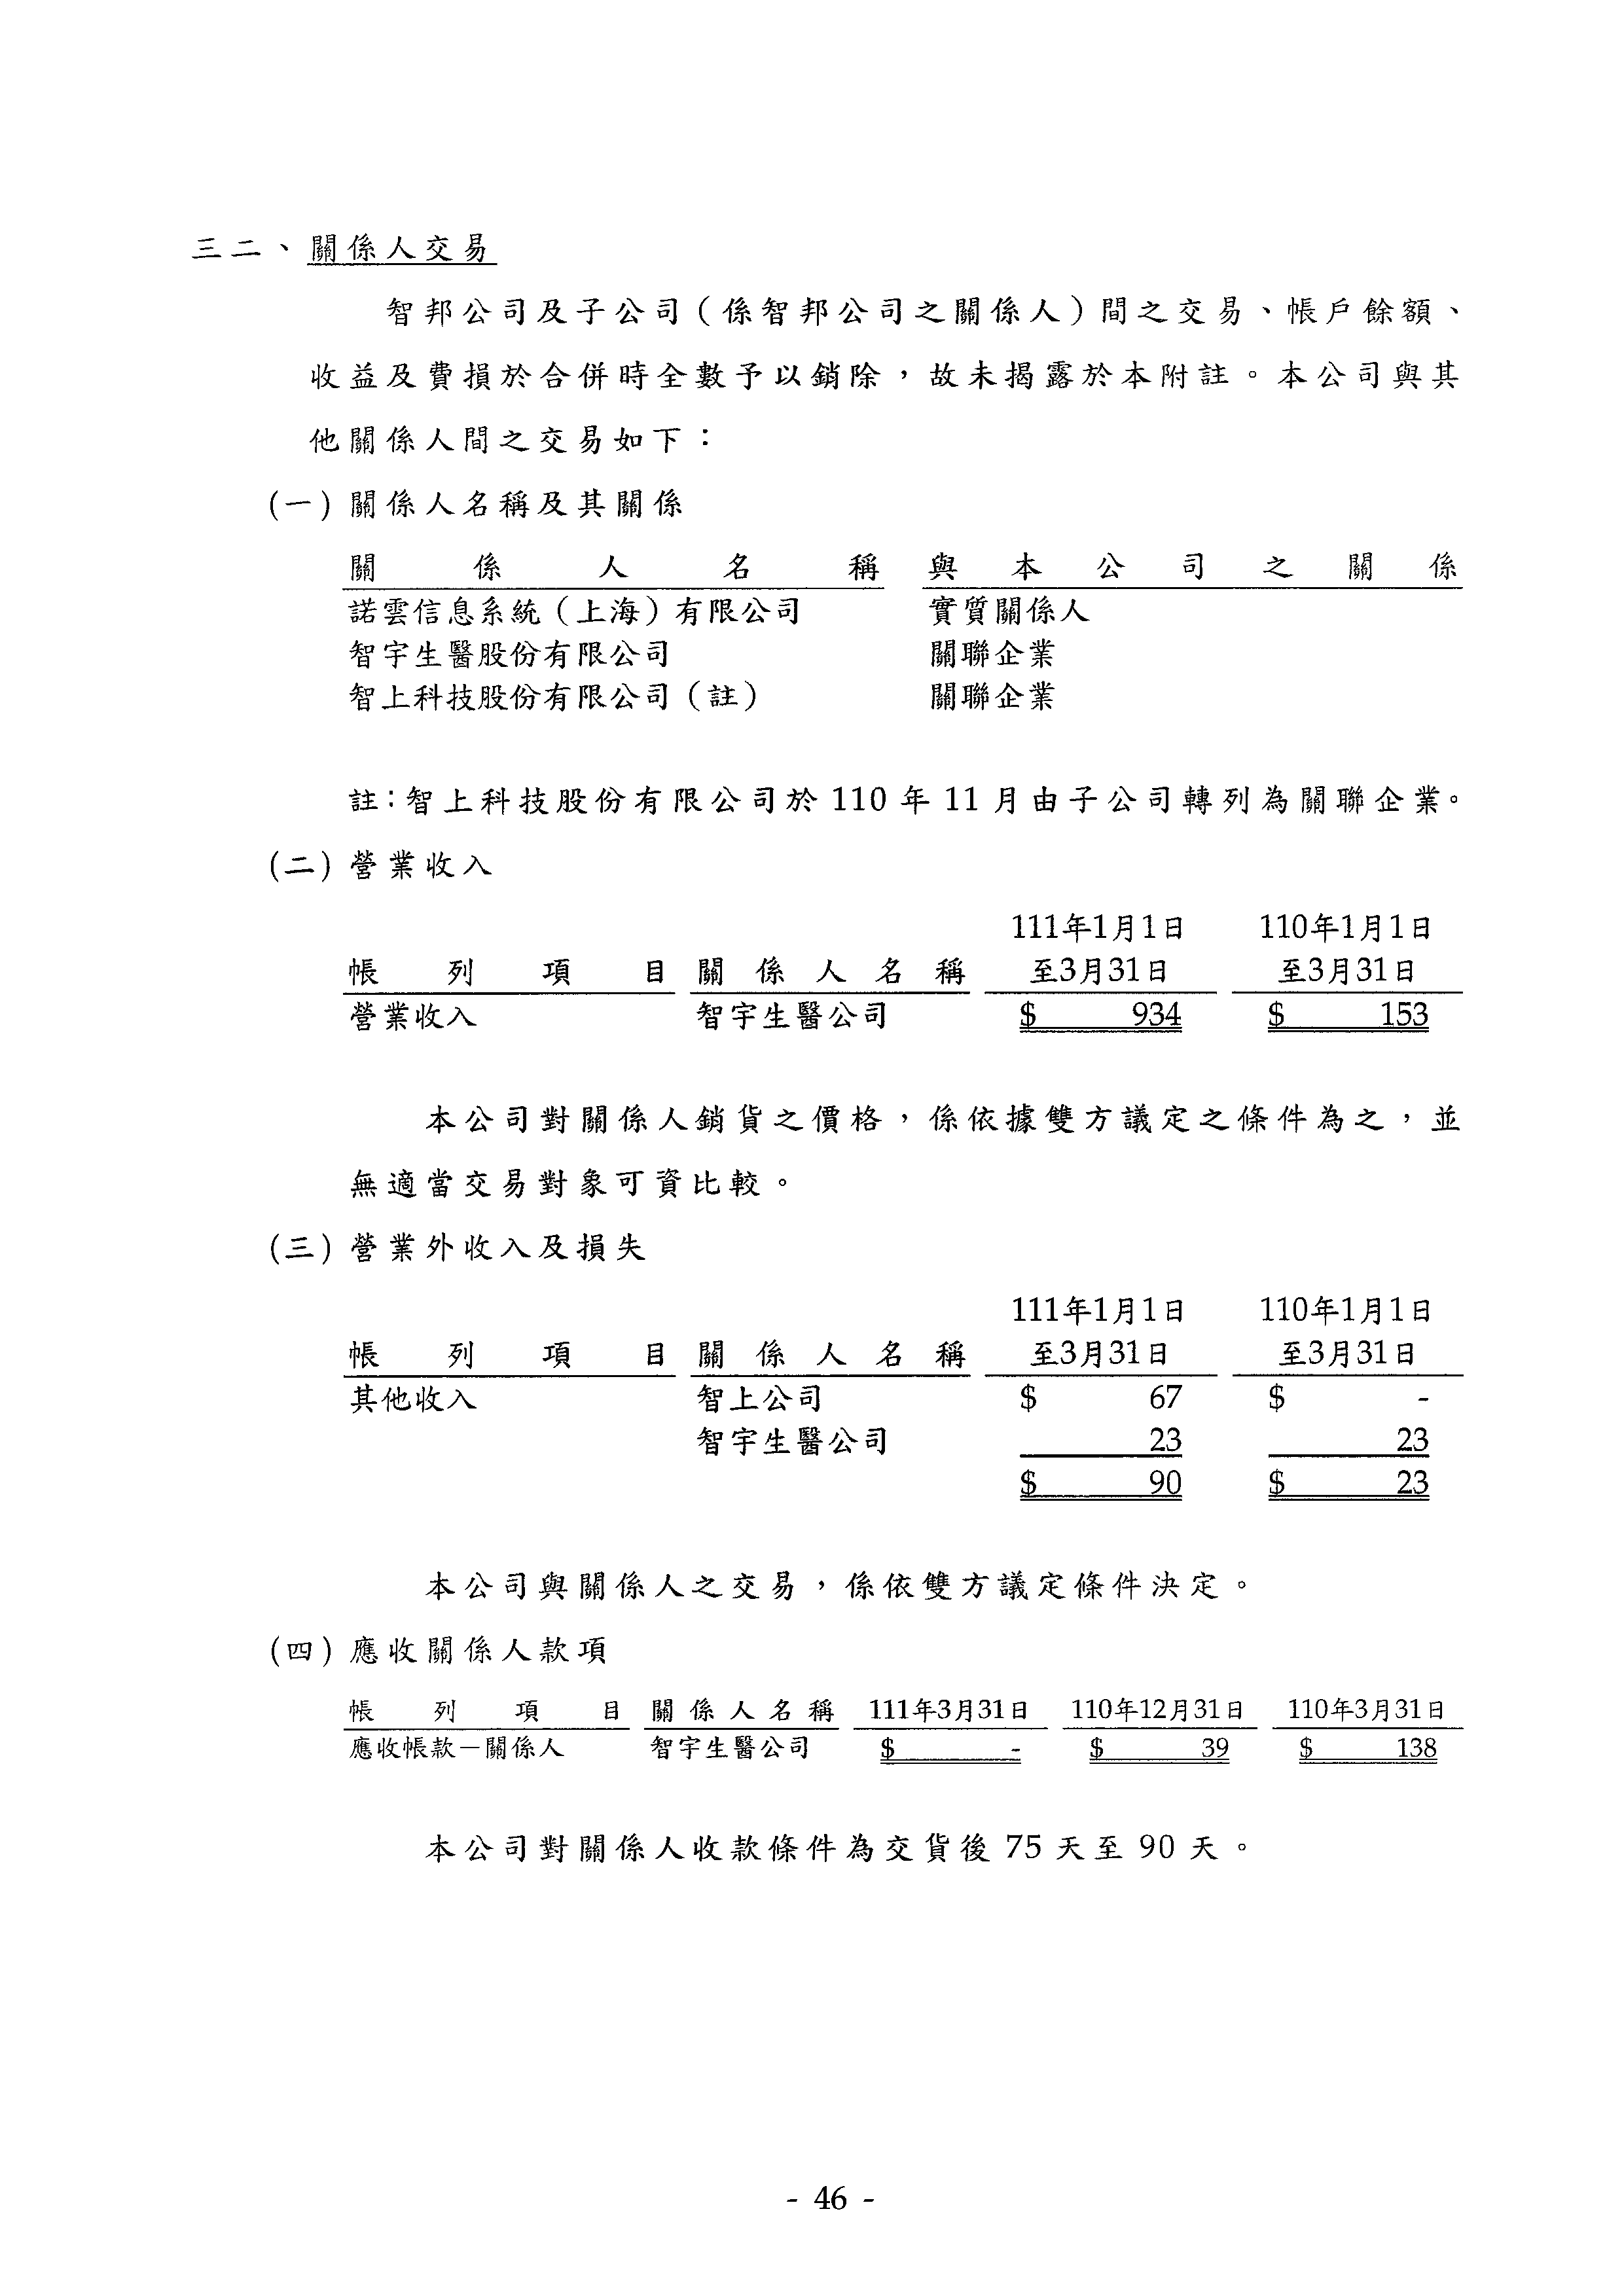 三二、關係人交易
智邦公司及子公司（係智邦公司之關係人）間之交易、帳戶餘額、
收益及費損於合併時全數予以銷除，故未揭露於本附註。本公司與其
他關係人間之交易如下：
(一) 關係人名稱及其關係
關係人名稱 與本公司之關係
諾雲信息系統（上海）有限公司 實質關係人
智宇生醫股份有限公司 關聯企業
智上科技股份有限公司（註） 關聯企業
註：智上科技股份有限公司於 110 年 11 月由子公司轉列為關聯企業。
(二) 營業收入
111年1月1日 110年1月1日
帳列項目 關係人名稱 至3月31日 至3月31日
營業收入 智宇生醫公司 $ 934 $ 153
本公司對關係人銷貨之價格，係依據雙方議定之條件為之，並
無適當交易對象可資比較。
(三) 營業外收入及損失
111年1月1日 110年1月1日
帳列項目 關係人名稱 至3月31日 至3月31日
其他收入 智上公司 $ 67 $ -
智宇生醫公司 23 23
$ 90 $ 23
本公司與關係人之交易，係依雙方議定條件決定。
(四) 應收關係人款項
帳列項目 關係人名稱 111年3月31日 110年12月31日 110年3月31日
應收帳款－關係人 智宇生醫公司 $ - $ 39 $ 138
本公司對關係人收款條件為交貨後 75 天至 90 天。
- 46 -